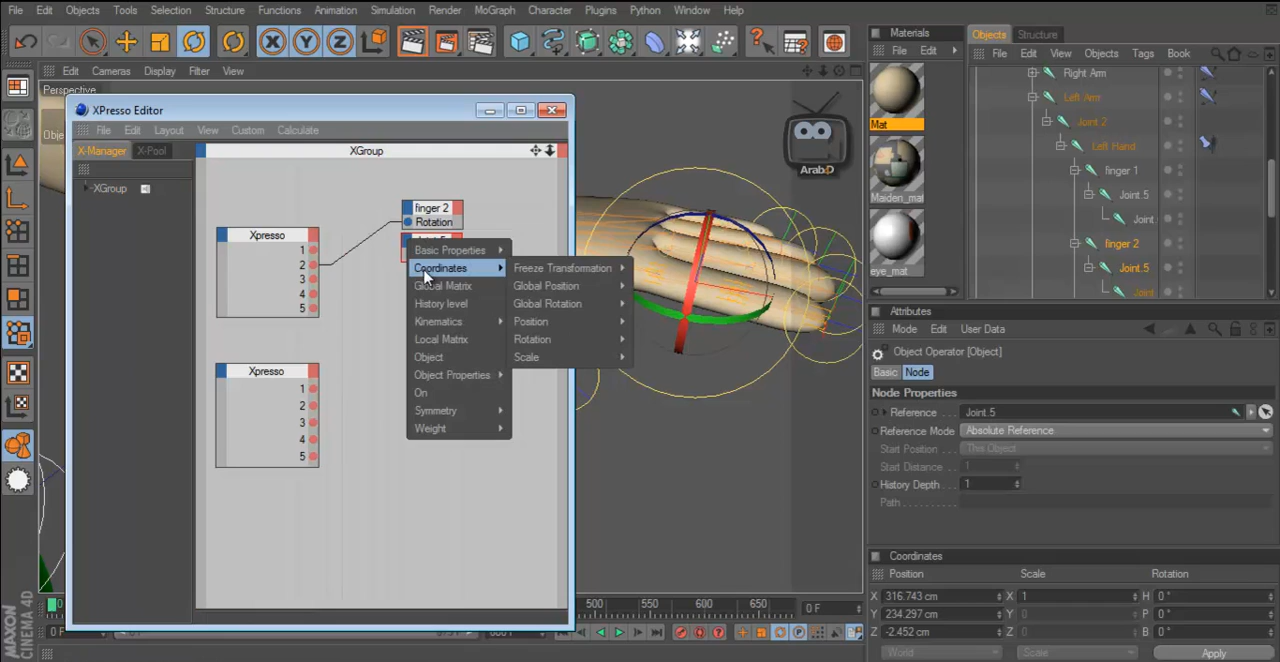 File Edit Objects Tools Selection Structure Functions Animation Simulation Render MoGraph Character Plugins Python Window Help
X Y Z
Edit Cameras Display Filter View
Perspective
XPresso Editor
File Edit Layout View Custom Calculate
X-Manager X-Pool
XGroup
XGroup
finger 2
Rotation
Xpresso
1
2
3
4
5
Xpresso
1
2
3
4
5
Basic Properties
Coordinates
Global Matrix
History level
Kinematics
Local Matrix
Object
Object Properties
On
Symmetry
Weight
Freeze Transformation
Global Position
Global Rotation
Position
Rotation
Scale
Arab4D
500 550 600 650
0 F
0 F
MAXON
CINEMA 4D
Materials
File Edit
Mat
Maiden_mat
eye_mat
Objects Structure
File Edit View Objects Tags Book
Right Arm
Left Arm
Joint 2
Left Hand
finger 1
Joint.5
Joint
finger 2
Joint.5
Joint
Attributes
Mode Edit User Data
Object Operator [Object]
Basic Node
Node Properties
Reference Joint.5
Reference Mode Absolute Reference
Start Position This Object
Start Distance 1
History Depth 1
Path
Coordinates
Position Scale Rotation
X 316.743 cm X 1 H 0 °
Y 234.297 cm Y 0 P 0 °
Z -2.452 cm Z 0 B 0 °
World Scale Apply